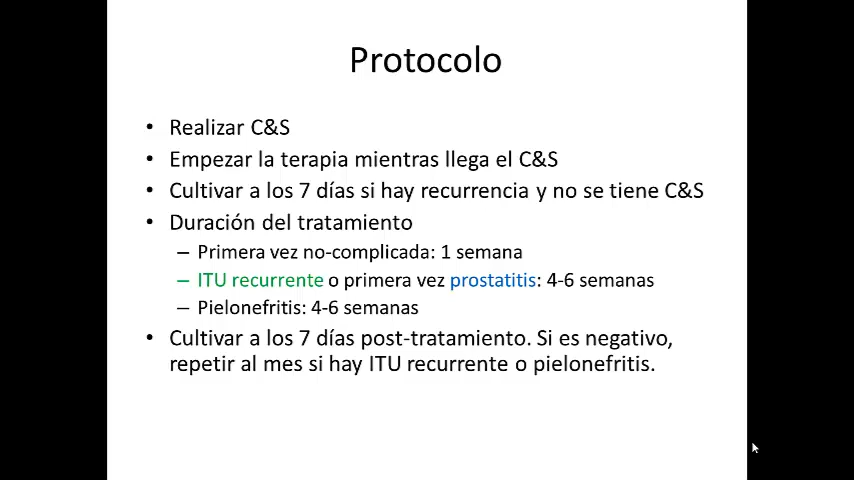 Protocolo
• Realizar C&S
• Empezar la terapia mientras llega el C&S
• Cultivar a los 7 días si hay recurrencia y no se tiene C&S
• Duración del tratamiento
– Primera vez no-complicada: 1 semana
– ITU recurrente o primera vez prostatitis: 4-6 semanas
– Pielonefritis: 4-6 semanas
• Cultivar a los 7 días post-tratamiento. Si es negativo,
repetir al mes si hay ITU recurrente o pielonefritis.